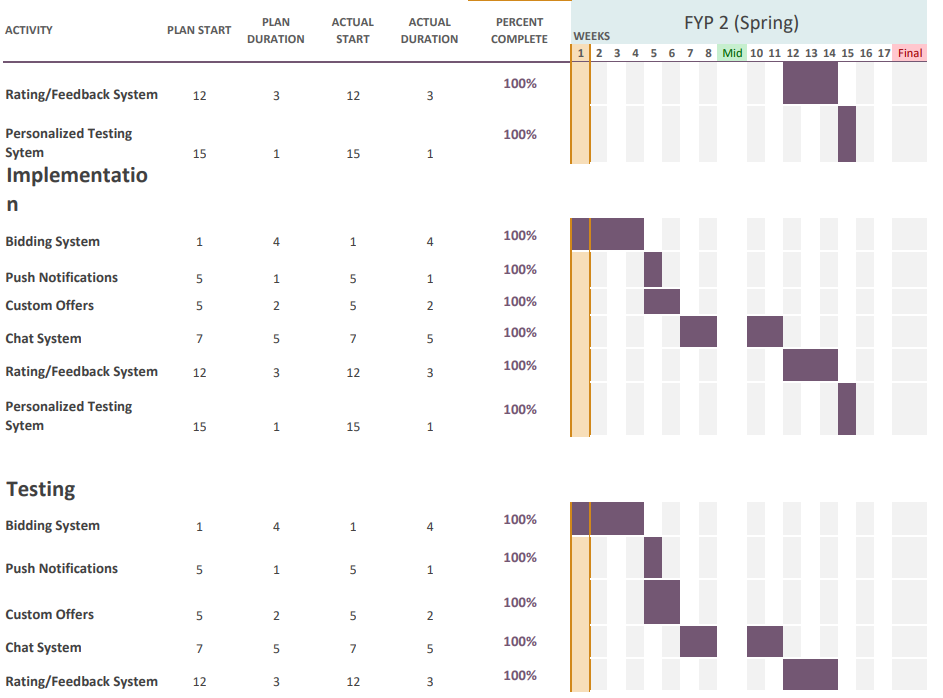 FYP 2 (Spring)
ACTIVITY PLAN START PLAN DURATION ACTUAL START ACTUAL DURATION PERCENT COMPLETE WEEKS
1 2 3 4 5 6 7 8 Mid 10 11 12 13 14 15 16 17 Final
Rating/Feedback System 12 3 12 3 100%
Personalized Testing
Sytem 15 1 15 1 100%
Implementatio
n
Bidding System 1 4 1 4 100%
Push Notifications 5 1 5 1 100%
Custom Offers 5 2 5 2 100%
Chat System 7 5 7 5 100%
Rating/Feedback System 12 3 12 3 100%
Personalized Testing
Sytem 15 1 15 1 100%
Testing
Bidding System 1 4 1 4 100%
Push Notifications 5 1 5 1 100%
Custom Offers 5 2 5 2 100%
Chat System 7 5 7 5 100%
Rating/Feedback System 12 3 12 3 100%